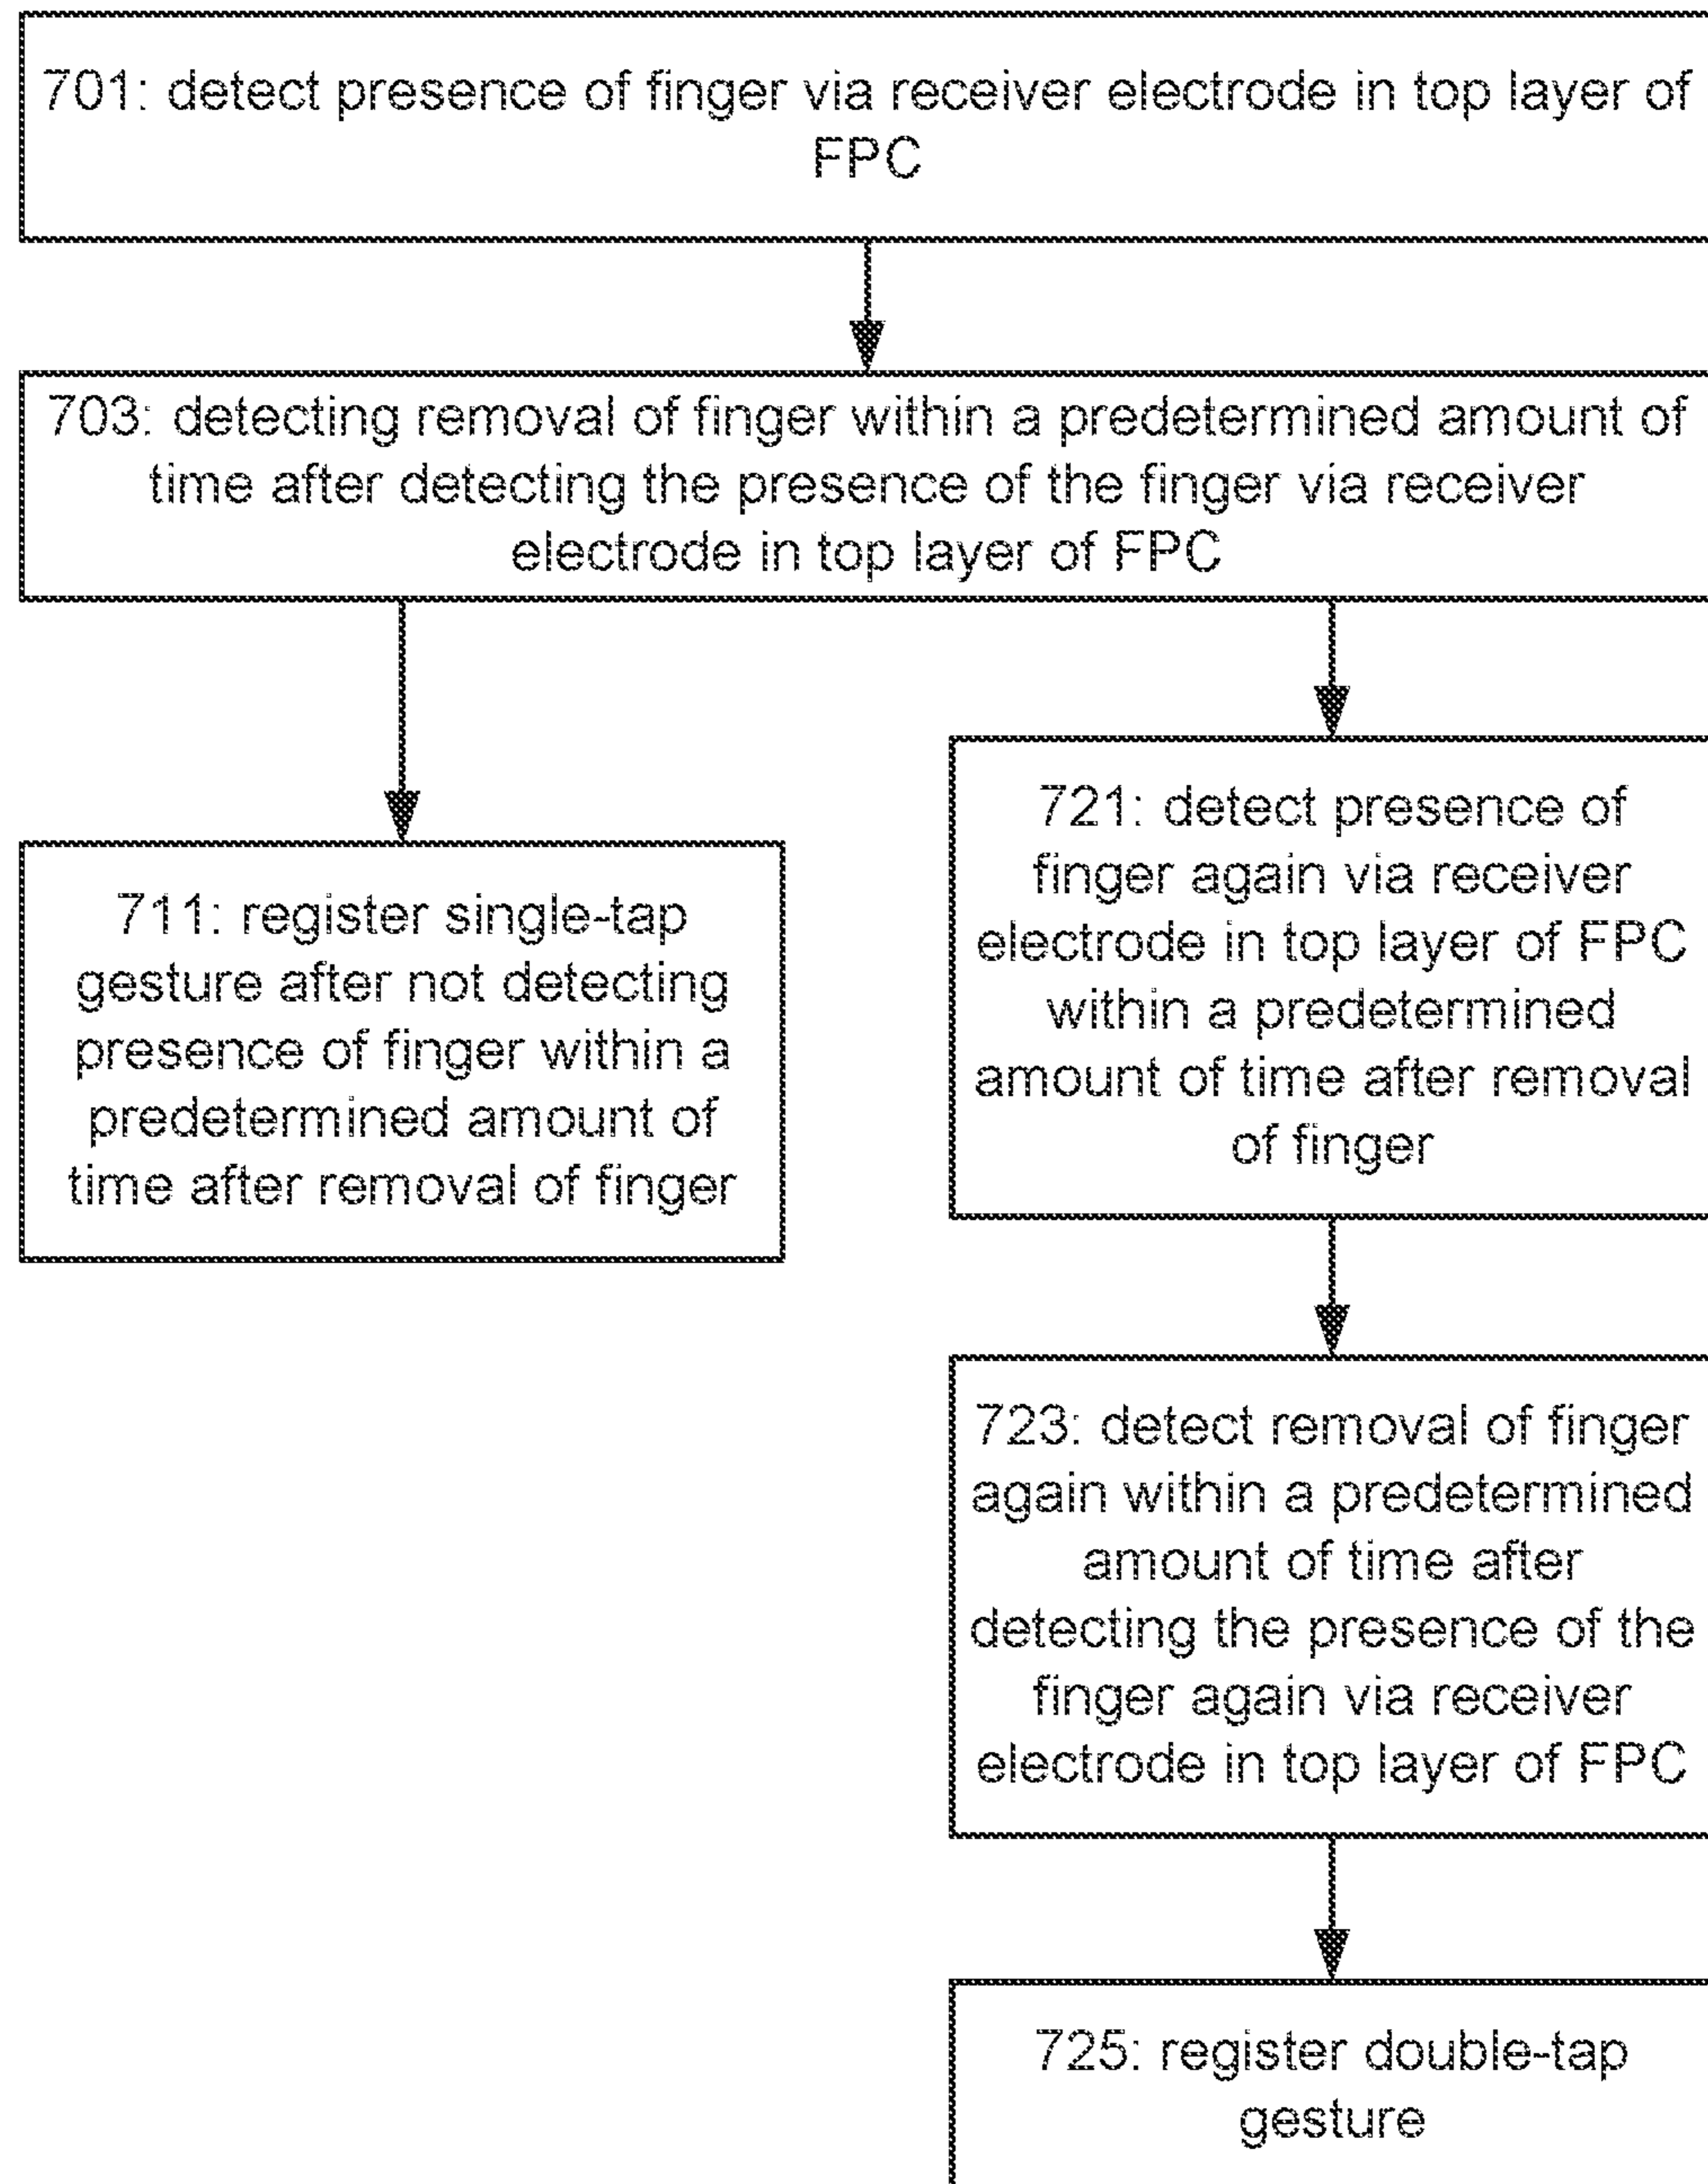 701: detect presence of finger via receiver electrode in top layer of
FPC
703: detecting removal of finger within a predetermined amount of
time after detecting the presence of the finger via receiver
electrode in top layer of FPC
711: register single-tap
gesture after not detecting
presence of finger within a
predetermined amount of
time after removal of finger
721: detect presence of
finger again via receiver
electrode in top layer of FPC
within a predetermined
amount of time after removal
of finger
723: detect removal of finger
again within a predetermined
amount of time after
detecting the presence of the
finger again via receiver
electrode in top layer of FPC
725: register double-tap
gesture